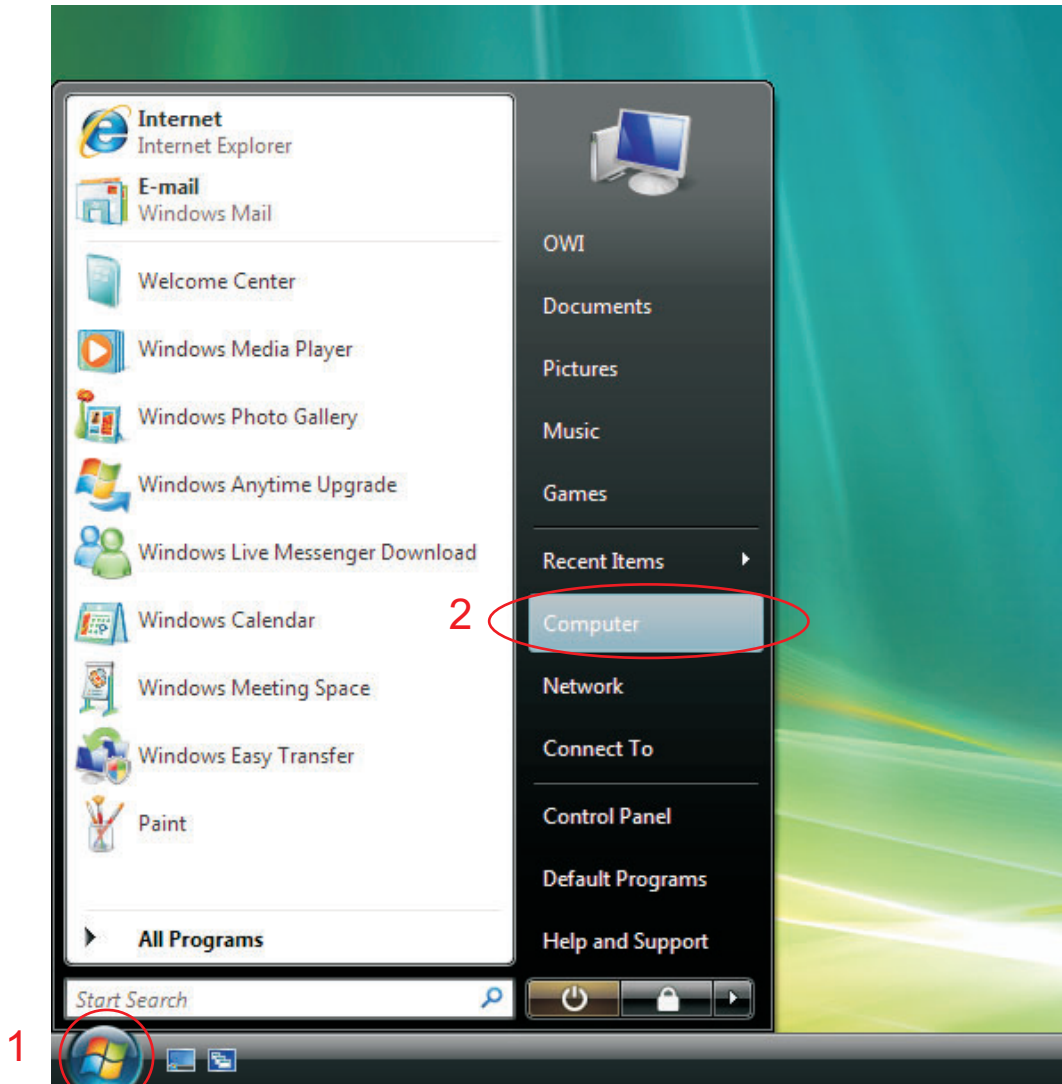 Internet
Internet Explorer
E-mail
Windows Mail
Welcome Center
Windows Media Player
Windows Photo Gallery
Windows Anytime Upgrade
Windows Live Messenger Download
Windows Calendar
Windows Meeting Space
Windows Easy Transfer
Paint
All Programs
Start Search
OWI
Documents
Pictures
Music
Games
Recent Items
2
Computer
Network
Connect To
Control Panel
Default Programs
Help and Support
1